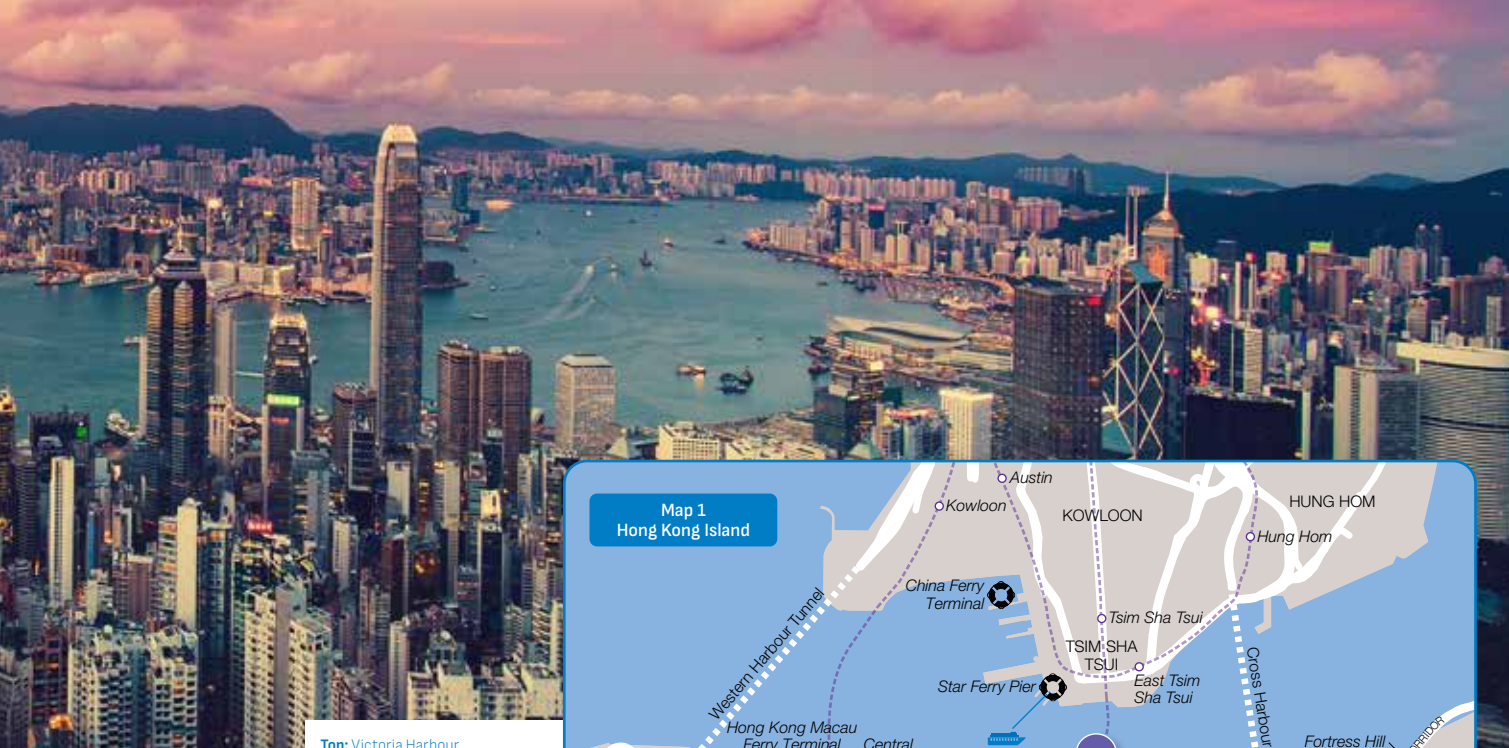 Map 1
Hong Kong Island
Austin
Kowloon
KOWLOON
HUNG HOM
Hung Hom
China Ferry
Terminal
Tsim Sha Tsui
TSIM SHA
TSUI
East Tsim
Sha Tsui
Star Ferry Pier
Western Harbour Tunnel
Cross Harbour
Hong Kong Macau
Ferry Terminal
Central
Fortress Hill
Top: Victoria Harbour